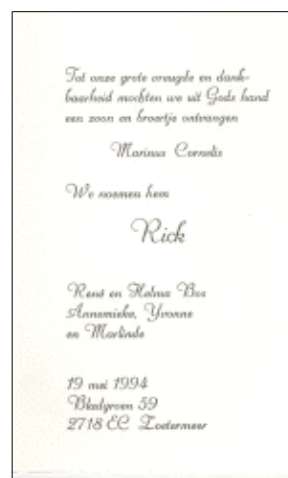 Tot onze grote vreugde en dank-
baarheid mochten we uit Gods hand
een zoon en broertje ontvangen
Marinus Cornelis
We noemen hem
Rick
René en Helma Bos
Annemieke, Yvonne
en Marlinde
19 mei 1994
Bladgroen 59
2718 EC Zoetermeer